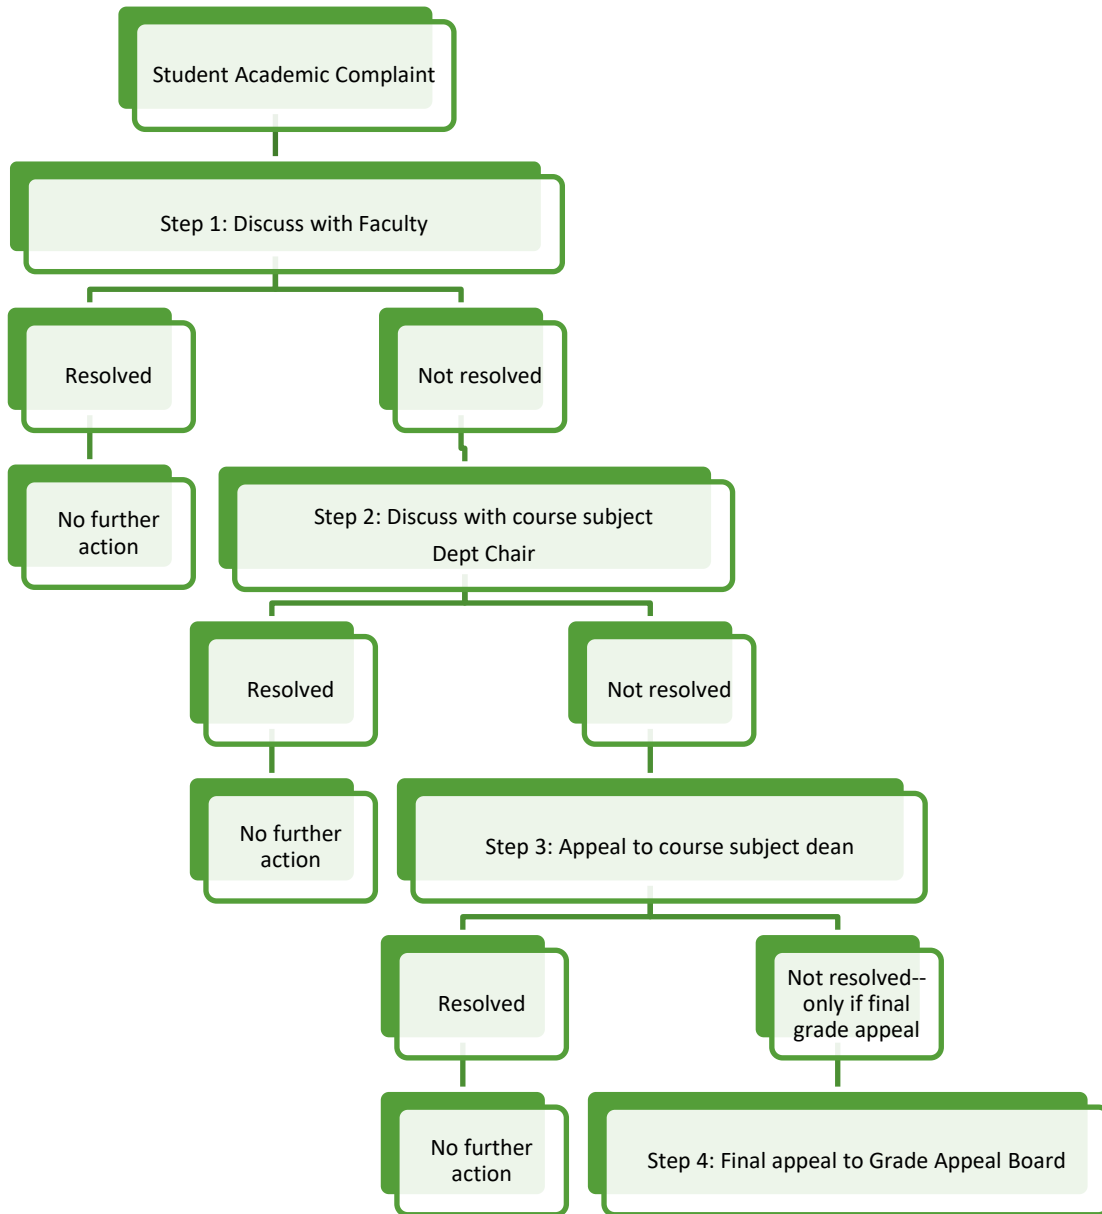 Student Academic Complaint
Step 1: Discuss with Faculty
Resolved
Not resolved
No further
action
Step 2: Discuss with course subject
Dept Chair
Resolved
Not resolved
No further
action
Step 3: Appeal to course subject dean
Resolved
Not resolved--
only if final
grade appeal
No further
action
Step 4: Final appeal to Grade Appeal Board